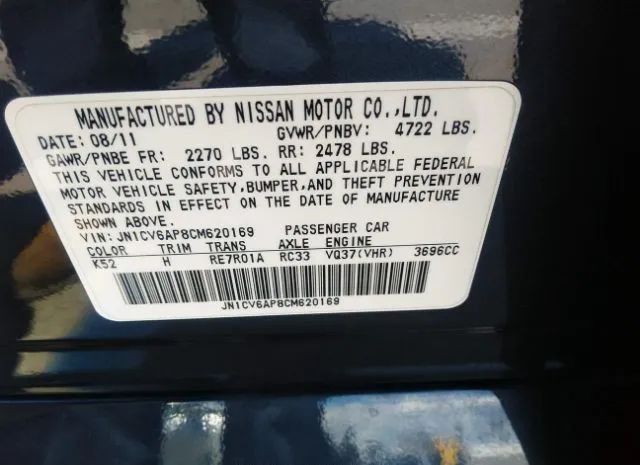 MANUFACTURED BY NISSAN MOTOR CO.,LTD.
DATE: 08/11 GVWR/PNBV: 4722 LBS.
GAWR/PNBE FR: 2270 LBS. RR: 2478 LBS.
THIS VEHICLE CONFORMS TO ALL APPLICABLE FEDERAL
MOTOR VEHICLE SAFETY,BUMPER,AND THEFT PREVENTION
STANDARDS IN EFFECT ON THE DATE OF MANUFACTURE
SHOWN ABOVE.
VIN: JN1CV6AP8CM620169 PASSENGER CAR
COLOR TRIM TRANS AXLE ENGINE
K52 H RE7R01A RC33 VQ37(VHR) 3696CC
JN1CV6AP8CM620169